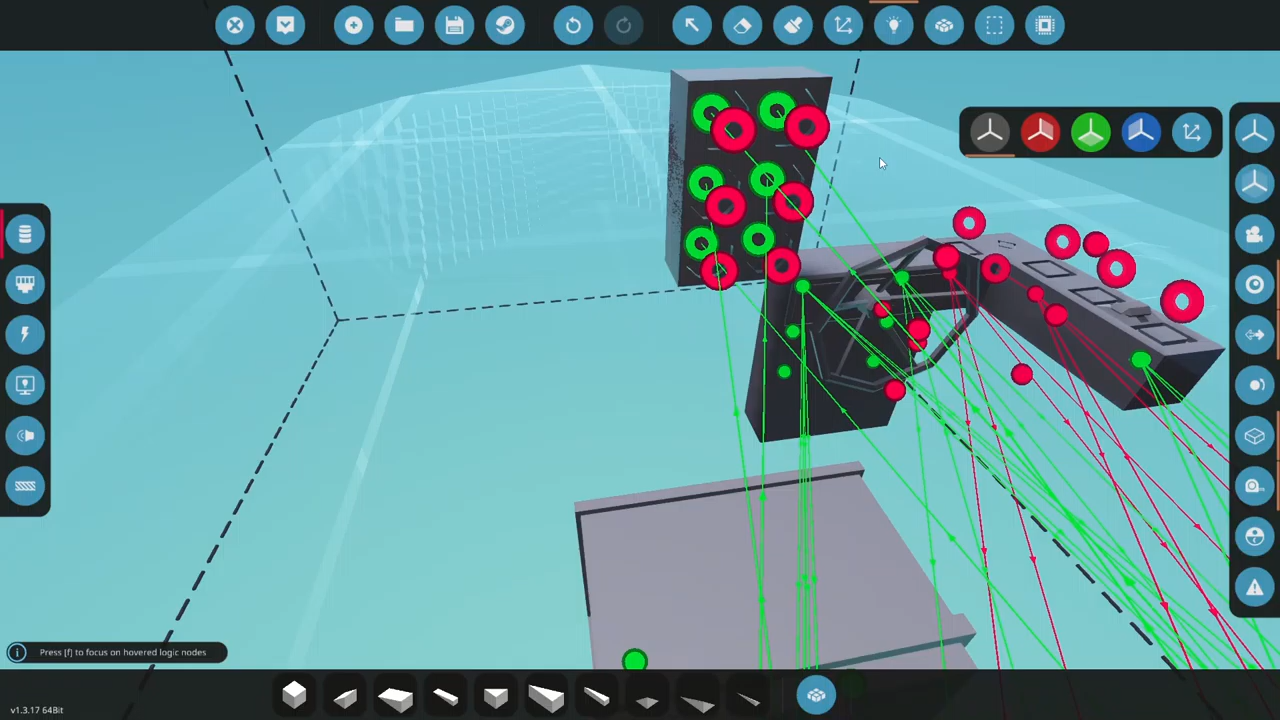 Press [f] to focus on hovered logic nodes
v1.3.17 64Bit